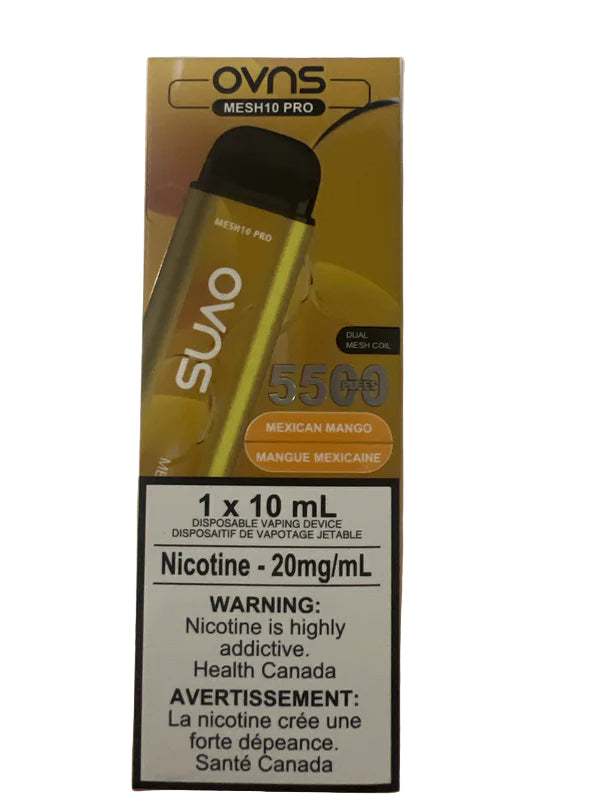 OVNS
MESH10 PRO
MESH10 PRO
OVNS
DUAL
MESH COIL
5500
PUFFS
MEXICAN MANGO
MANGUE MEXICAINE
1 x 10 mL
DISPOSABLE VAPING DEVICE
DISPOSAITIF DE VAPOTAGE JETABLE
Nicotine - 20mg/mL
WARNING:
Nicotine is highly
addictive.
Health Canada
AVERTISSEMENT:
La nicotine crée une
forte dépeance.
Santé Canada